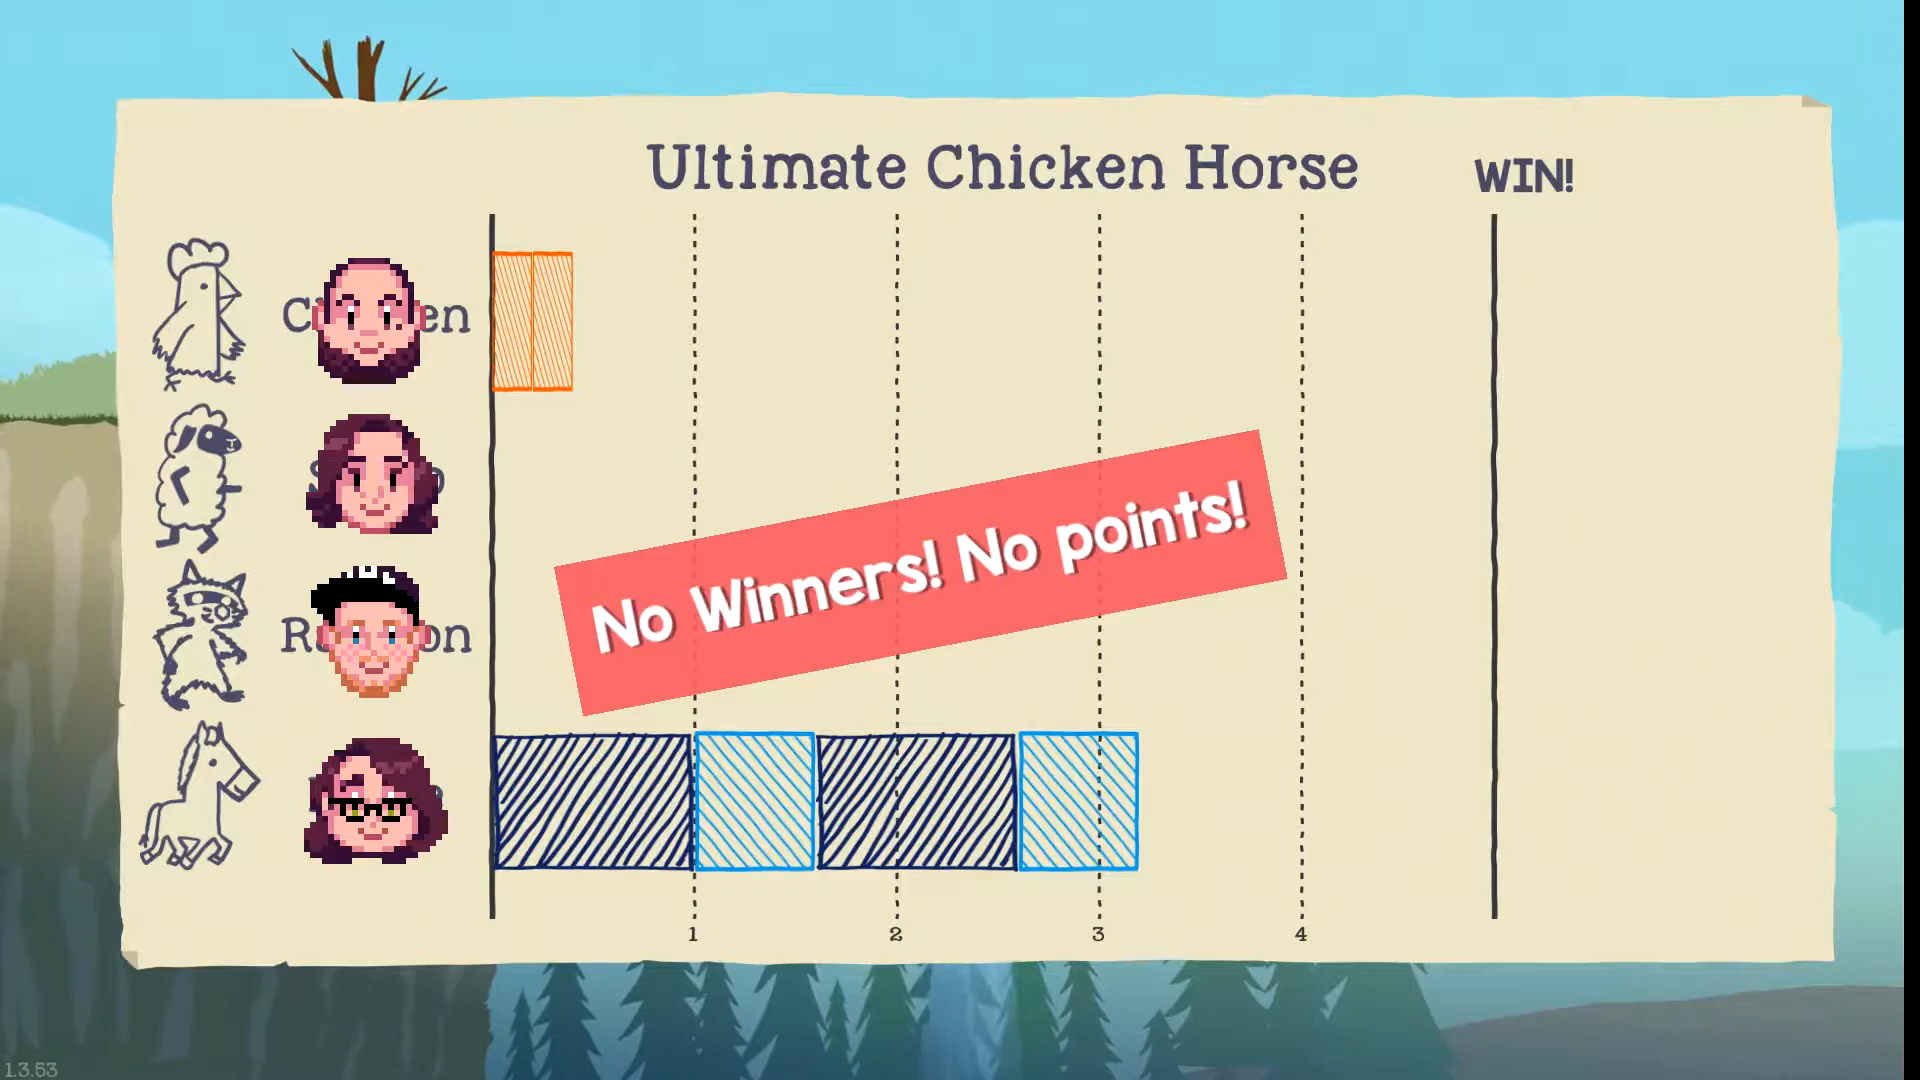 Ultimate Chicken Horse
WIN!
No Winners! No points!
1 2 3 4
1.3.53